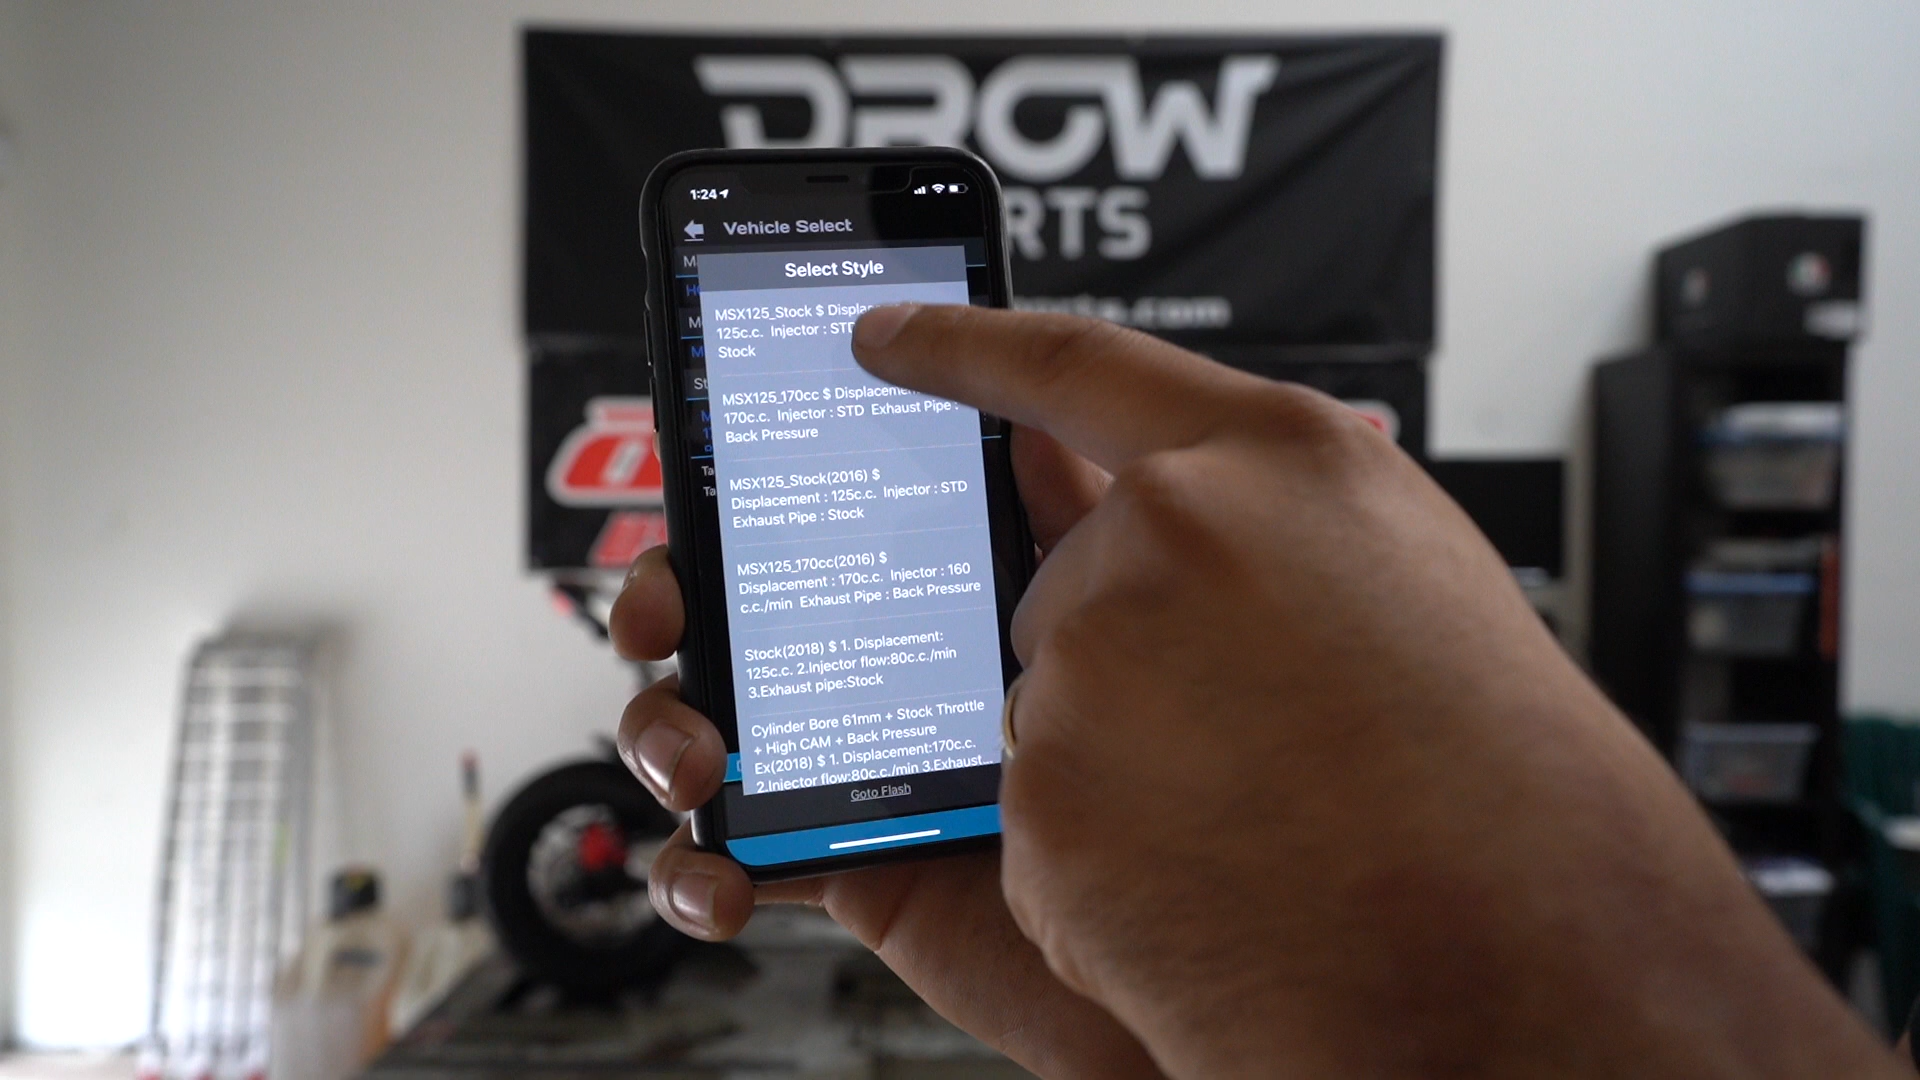 DROW
RTS
.com
1:24
Vehicle Select
Select Style
MSX125_Stock $
125c.c. Injector : STD
Stock
MSX125_170cc $
170c.c. Injector : STD Exhaust Pipe :
Back Pressure
MSX125_Stock(2016) $
Displacement : 125c.c. Injector : STD
Exhaust Pipe : Stock
MSX125_170cc(2016) $
Displacement : 170c.c. Injector : 160
c.c./min Exhaust Pipe : Back Pressure
Stock(2018) $ 1. Displacement:
125c.c. 2.Injector flow:80c.c./min
3.Exhaust pipe:Stock
Cylinder Bore 61mm + Stock Throttle
+ High CAM + Back Pressure
Ex(2018) $ 1. Displacement:170c.c.
2.Injector flow:80c.c./min 3.Exhaust...
Goto Flash